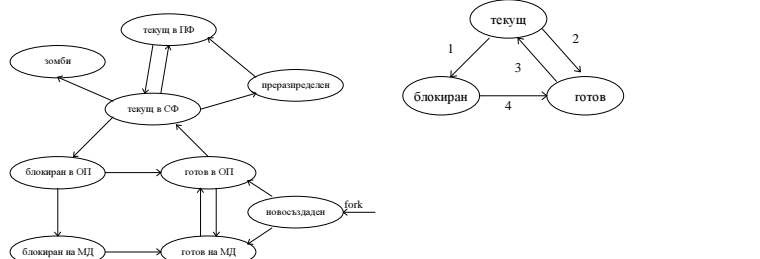 текущ в ПФ
зомби
преразпределен
текущ в СФ
блокиран в ОП
готов в ОП
новосъздаден
fork
блокиран на МД
готов на МД
текущ
1
2
3
блокиран
готов
4